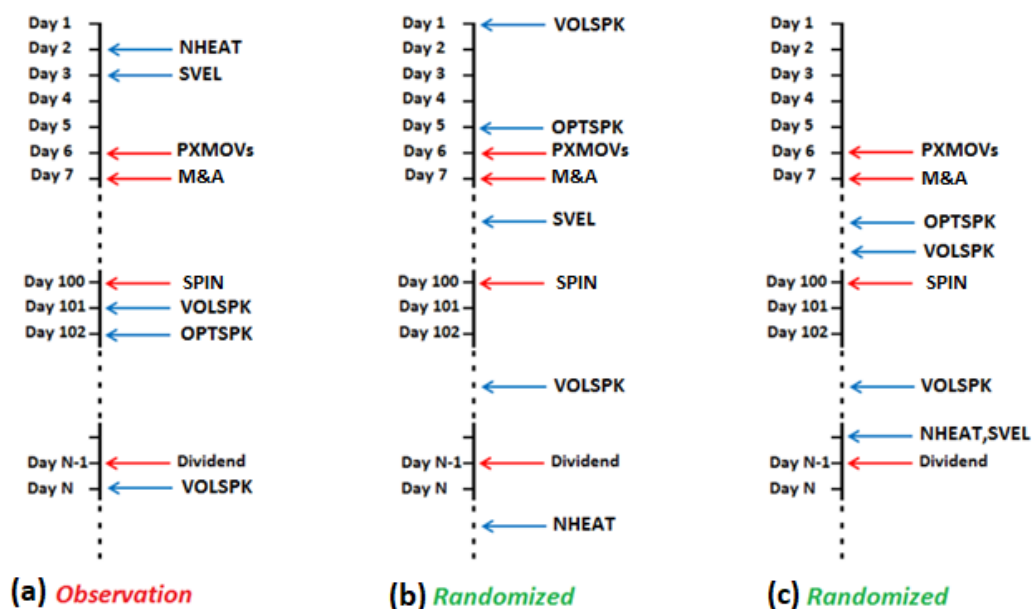 Day 1
Day 2
NHEAT
Day 3
SVEL
Day 4
Day 5
Day 6
PXMOVs
Day 7
M&A
Day 100
SPIN
Day 101
VOLSPK
Day 102
OPTSPK
Day N-1
Dividend
Day N
VOLSPK
(a) Observation
Day 1
VOLSPK
Day 2
Day 3
Day 4
Day 5
OPTSPK
Day 6
PXMOVs
Day 7
M&A
SVEL
Day 100
SPIN
Day 101
Day 102
VOLSPK
Day N-1
Dividend
Day N
NHEAT
(b) Randomized
Day 1
Day 2
Day 3
Day 4
Day 5
Day 6
PXMOVs
Day 7
M&A
OPTSPK
VOLSPK
Day 100
SPIN
Day 101
Day 102
VOLSPK
NHEAT,SVEL
Day N-1
Dividend
Day N
(c) Randomized